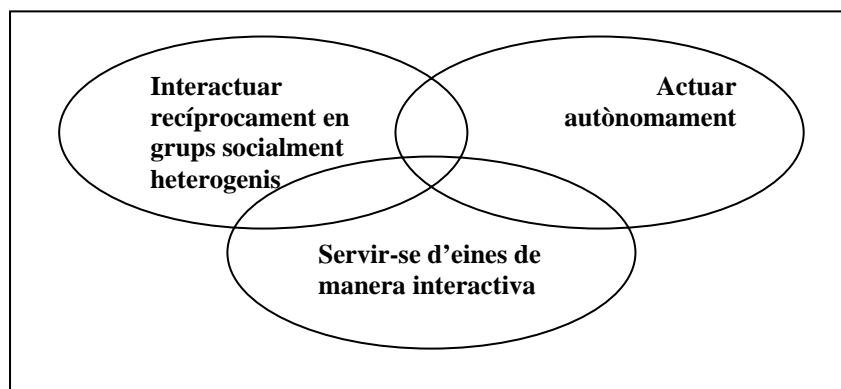 Interactuar
recíprocament en
grups socialment
heterogenis
Actuar
autònomament
Servir-se d'eines de
manera interactiva